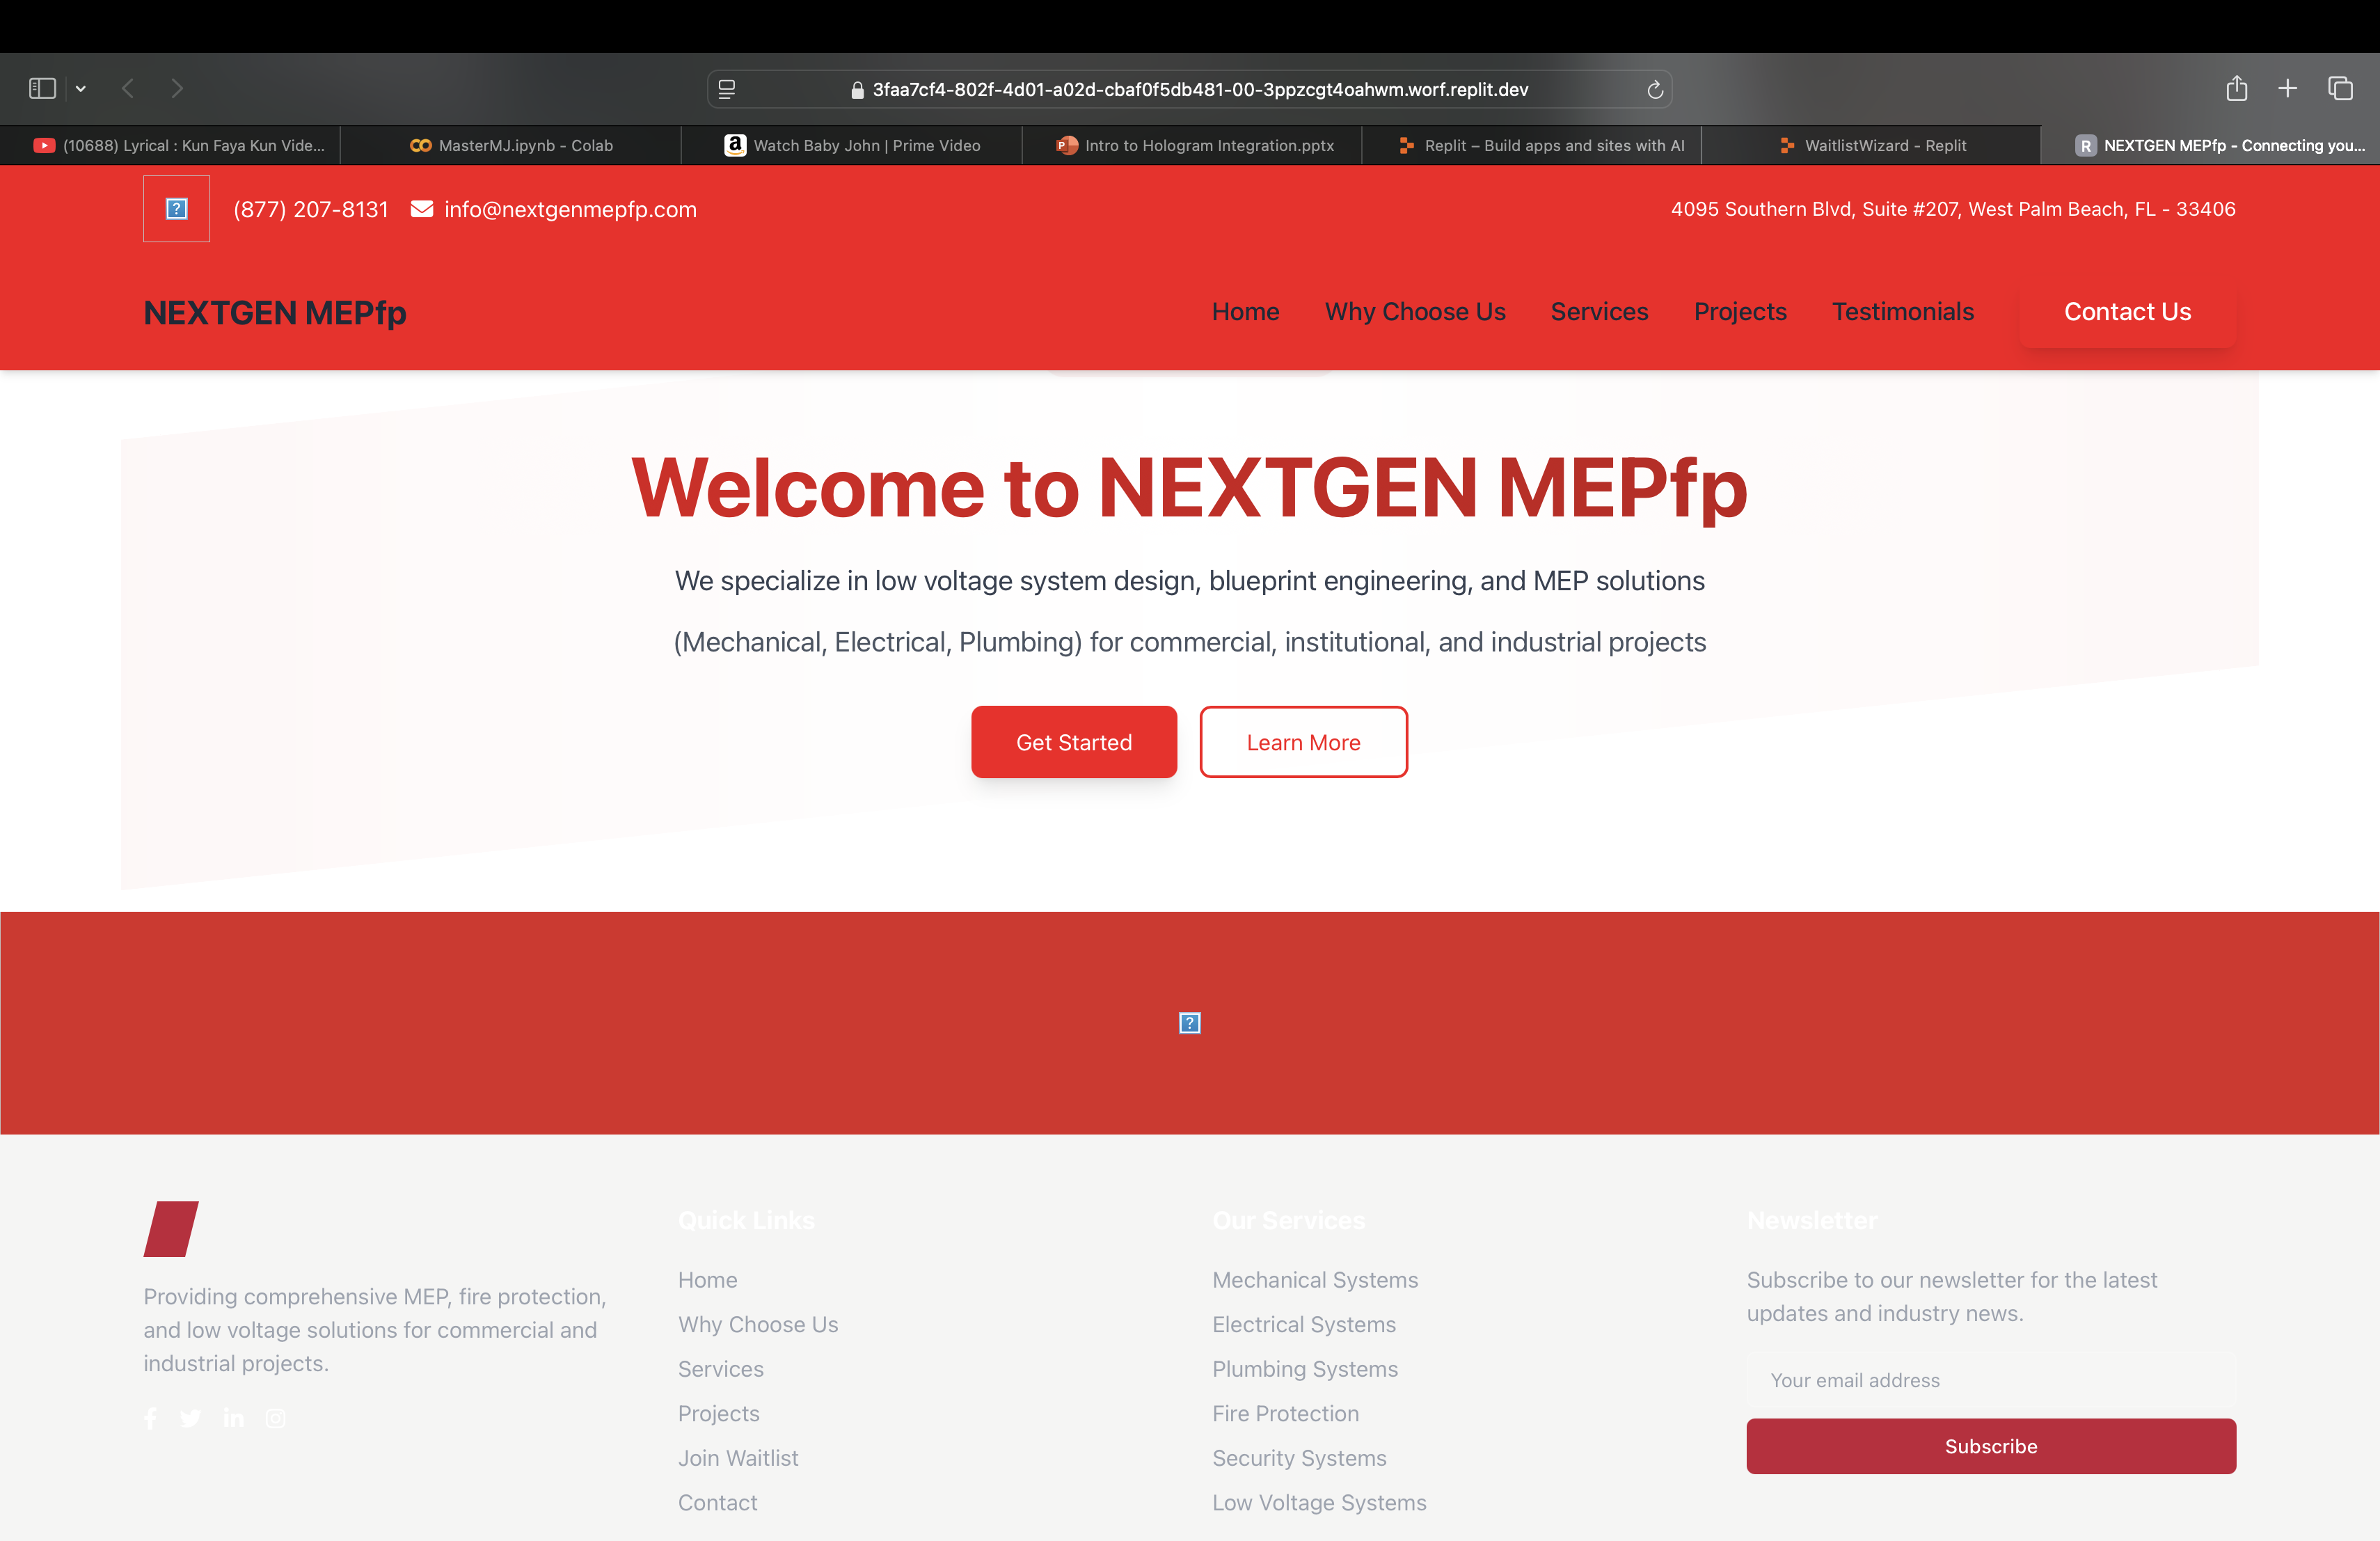 3faa7cf4-802f-4d01-a02d-cbaf0f5db481-00-3ppzcgt4oahwm.worf.replit.dev
(10688) Lyrical : Kun Faya Kun Vide...
MasterMJ.ipynb - Colab
Watch Baby John | Prime Video
Intro to Hologram Integration.pptx
Replit – Build apps and sites with AI
WaitlistWizard - Replit
R NEXTGEN MEPfp - Connecting you...
(877) 207-8131
info@nextgenmepfp.com
4095 Southern Blvd, Suite #207, West Palm Beach, FL - 33406
NEXTGEN MEPfp
Home
Why Choose Us
Services
Projects
Testimonials
Contact Us
Welcome to NEXTGEN MEPfp
We specialize in low voltage system design, blueprint engineering, and MEP solutions
(Mechanical, Electrical, Plumbing) for commercial, institutional, and industrial projects
Get Started
Learn More
Providing comprehensive MEP, fire protection,
and low voltage solutions for commercial and
industrial projects.
Quick Links
Home
Why Choose Us
Services
Projects
Join Waitlist
Contact
Our Services
Mechanical Systems
Electrical Systems
Plumbing Systems
Fire Protection
Security Systems
Low Voltage Systems
Newsletter
Subscribe to our newsletter for the latest
updates and industry news.
Your email address
Subscribe